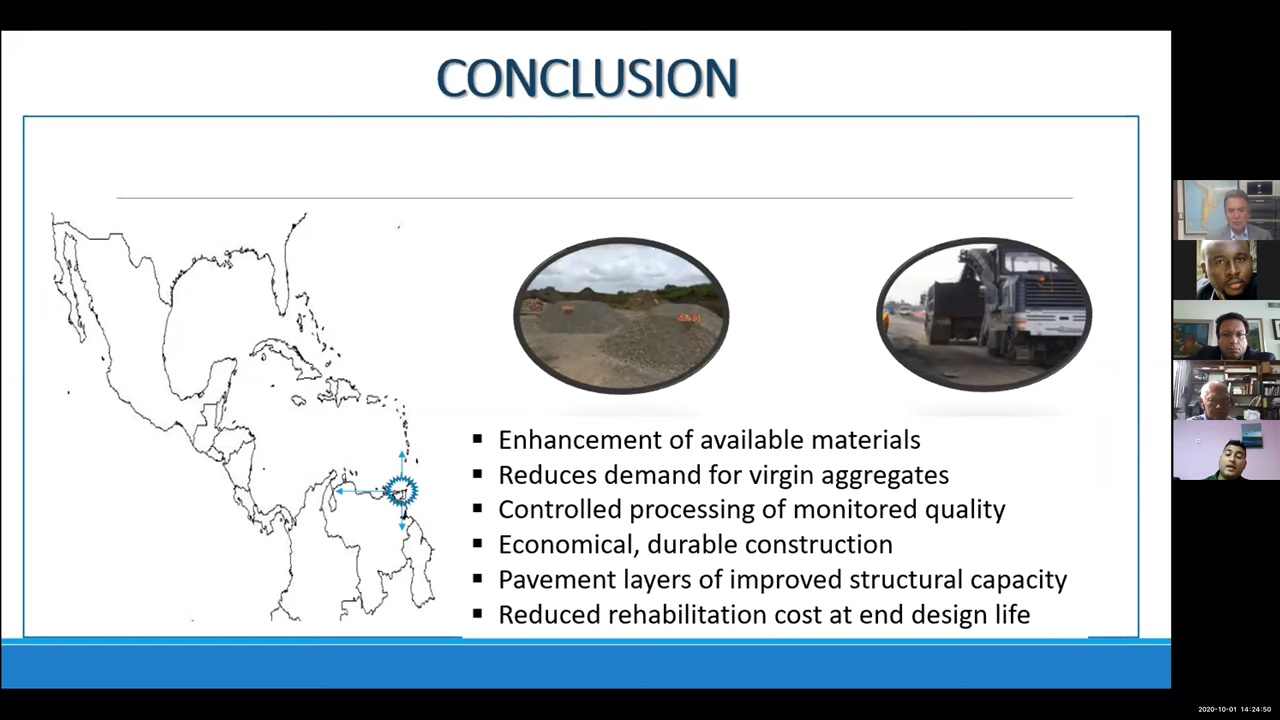 CONCLUSION
▪ Enhancement of available materials
▪ Reduces demand for virgin aggregates
▪ Controlled processing of monitored quality
▪ Economical, durable construction
▪ Pavement layers of improved structural capacity
▪ Reduced rehabilitation cost at end design life
2020-10-01 14:24:50